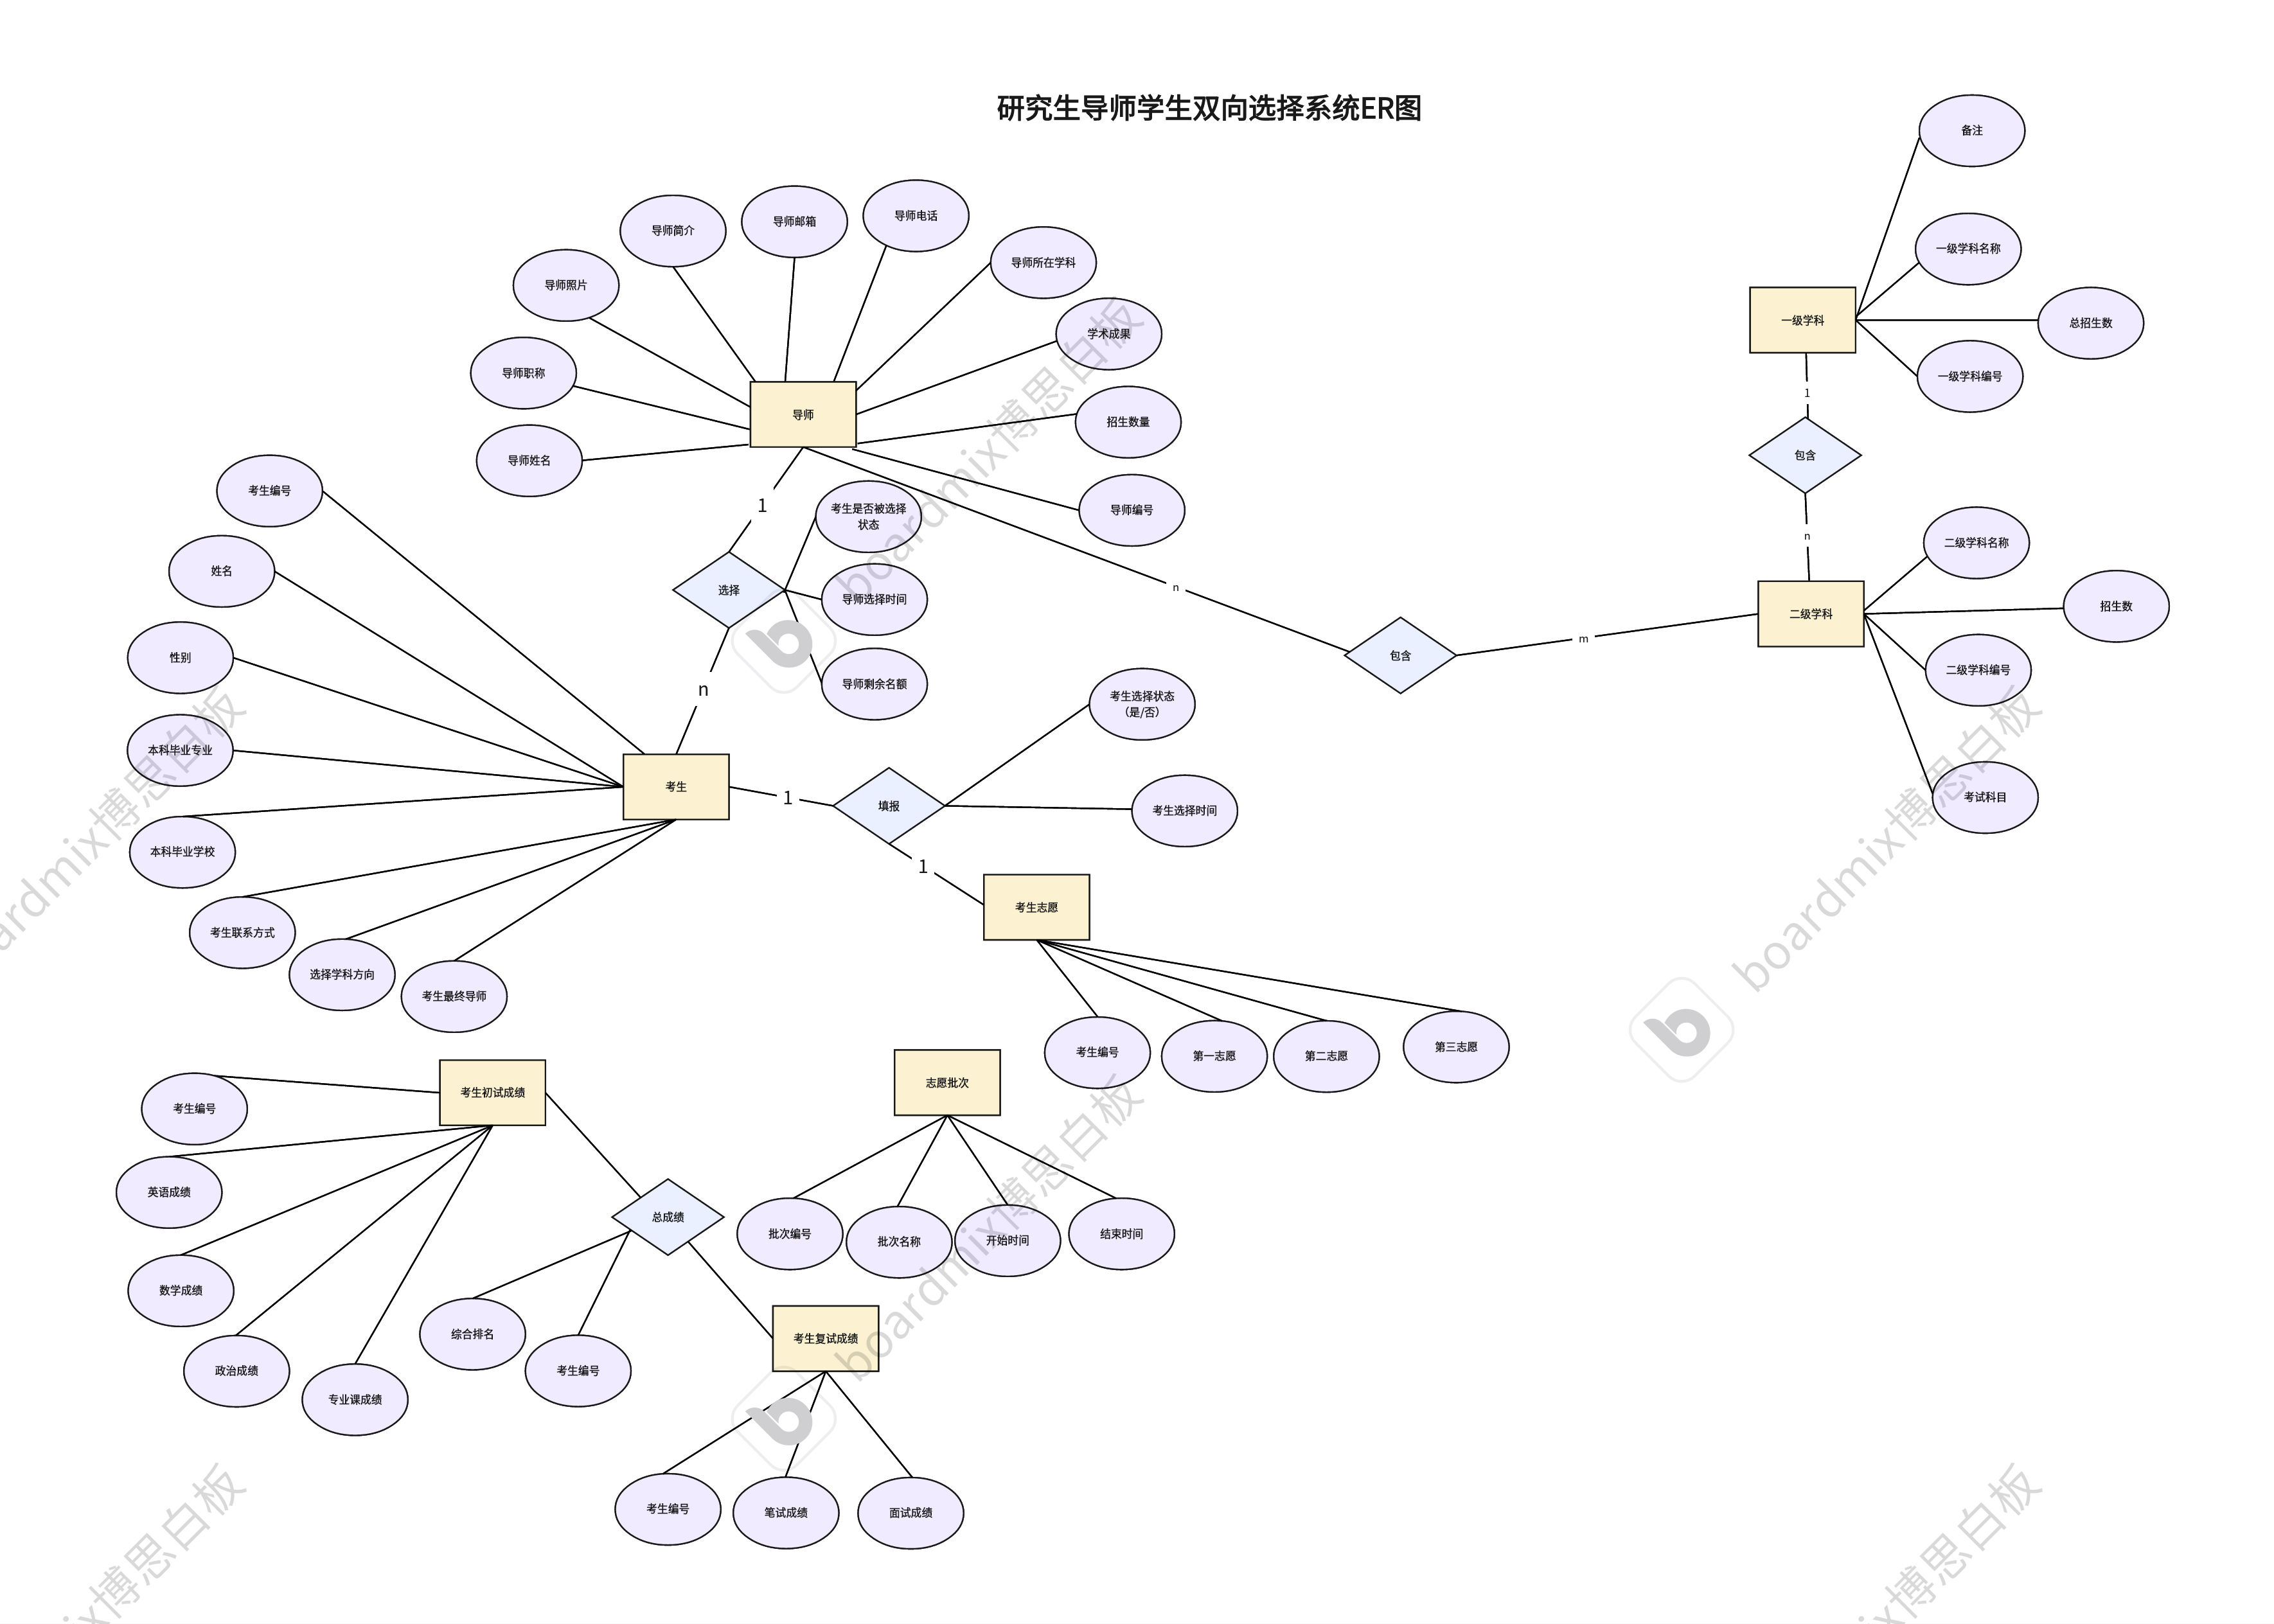 研究生导师学生双向选择系统ER图
备注
一级学科名称
一级学科
总招生数
一级学科编号
1
包含
n
二级学科名称
二级学科
招生数
二级学科编号
考试科目
导师简介
导师邮箱
导师电话
导师照片
导师所在学科
学术成果
导师职称
导师
招生数量
导师姓名
导师编号
1
考生是否被选择
状态
选择
导师选择时间
导师剩余名额
n
n
包含
m
考生编号
姓名
性别
本科毕业专业
考生
本科毕业学校
考生联系方式
选择学科方向
考生最终导师
1
填报
考生选择状态
（是/否）
考生选择时间
1
考生志愿
考生编号
第一志愿
第二志愿
第三志愿
志愿批次
批次编号
批次名称
开始时间
结束时间
考生初试成绩
考生编号
英语成绩
数学成绩
政治成绩
专业课成绩
总成绩
综合排名
考生编号
考生复试成绩
考生编号
笔试成绩
面试成绩
boardmix博思白板
boardmix博思白板
boardmix博思白板
boardmix博思白板